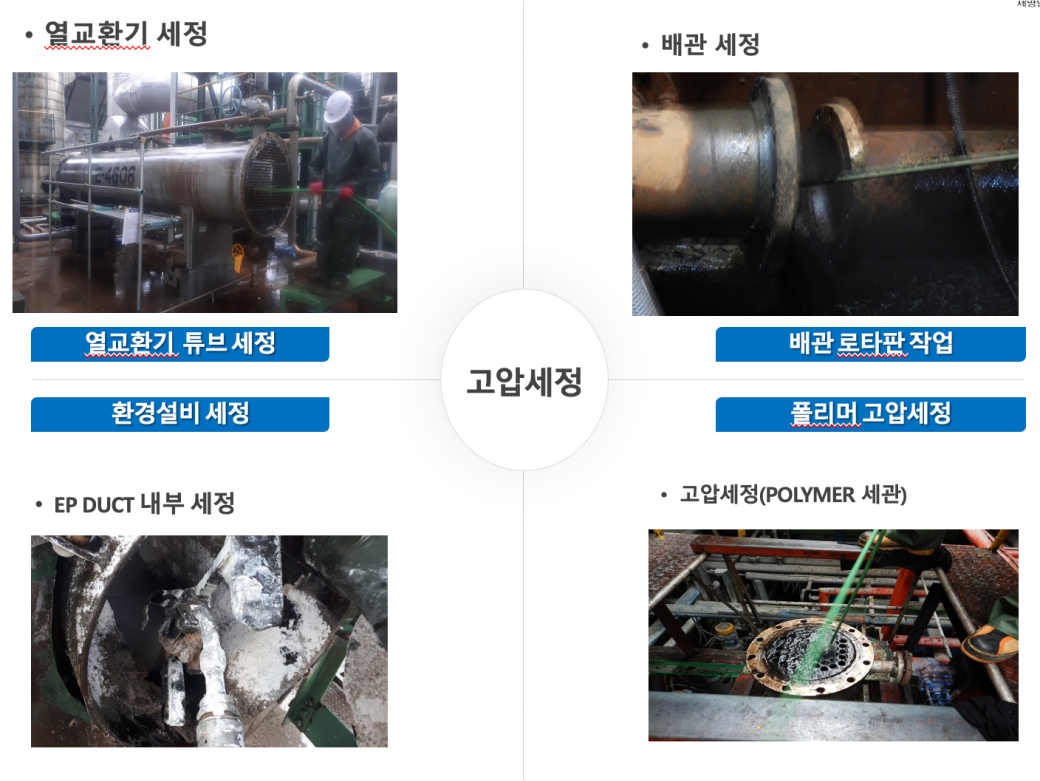 • 열교환기 세정
• 배관 세정
E-4608
열교환기 튜브 세정
배관 로타판 작업
고압세정
환경설비 세정
폴리머 고압세정
• EP DUCT 내부 세정
• 고압세정(POLYMER 세관)